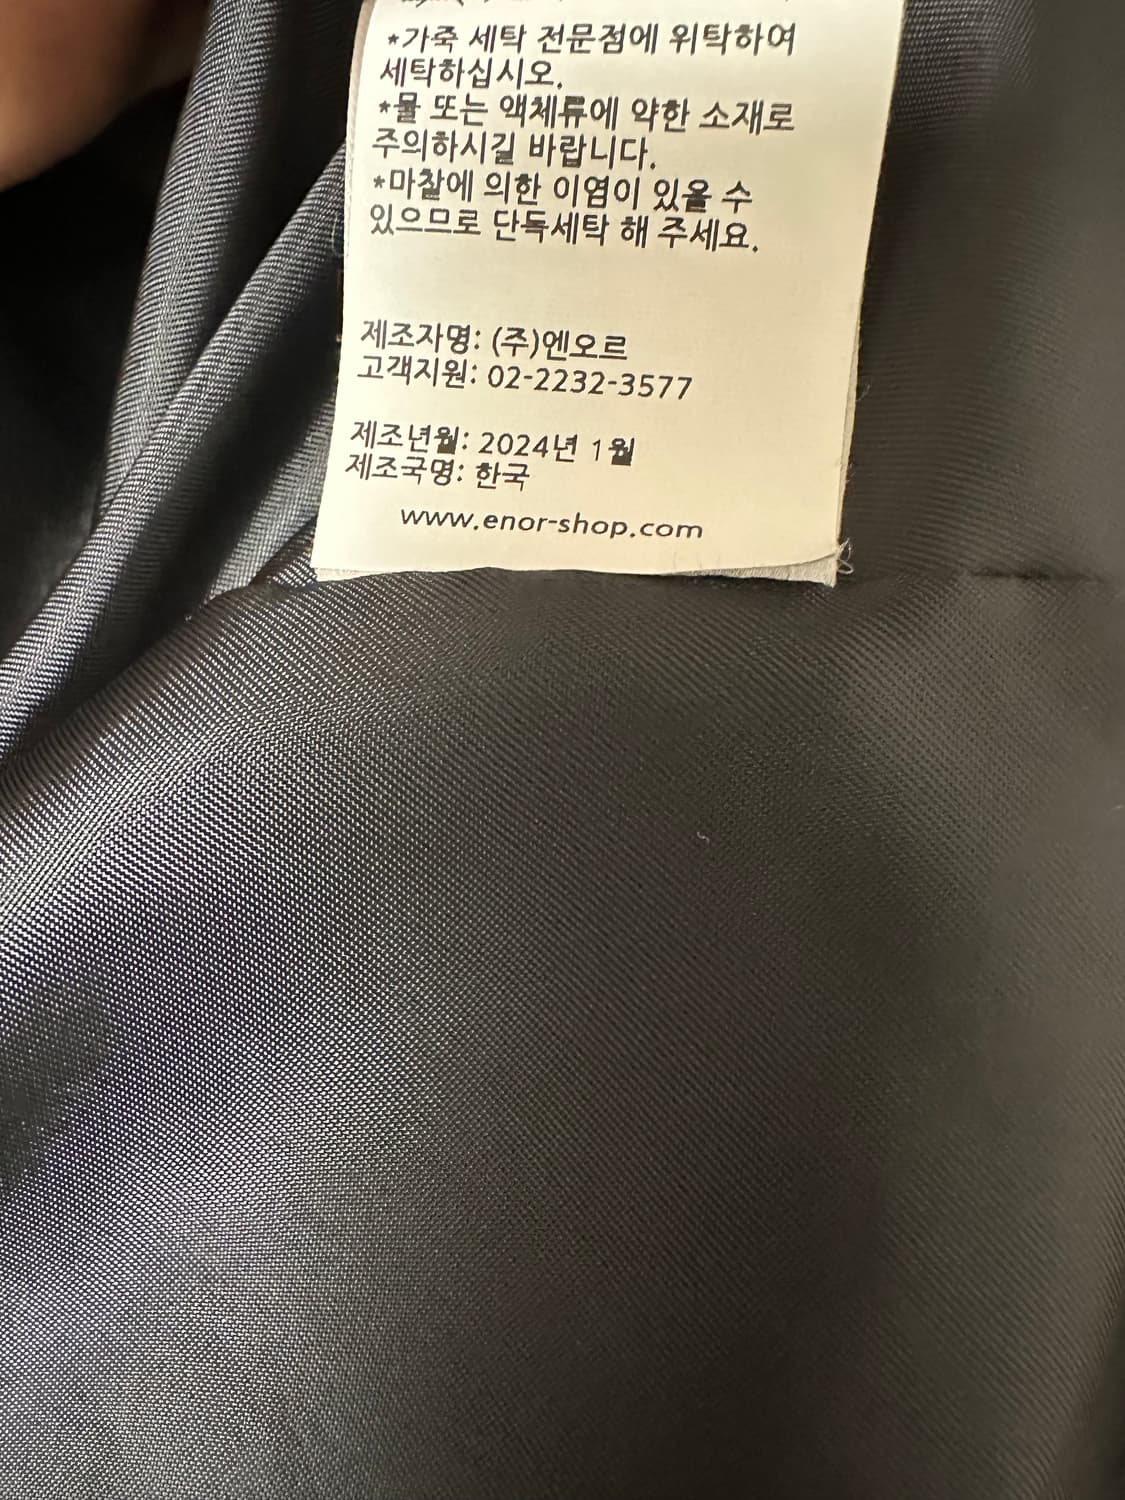 *가죽 세탁 전문점에 위탁하여
세탁하십시오.
*물 또는 액체류에 약한 소재로
주의하시길 바랍니다.
*마찰에 의한 이염이 있을 수
있으므로 단독세탁 해 주세요.
제조자명: (주)엔오르
고객지원: 02-2232-3577
제조년월: 2024년 1월
제조국명: 한국
www.enor-shop.com